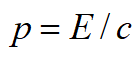 p = E / c